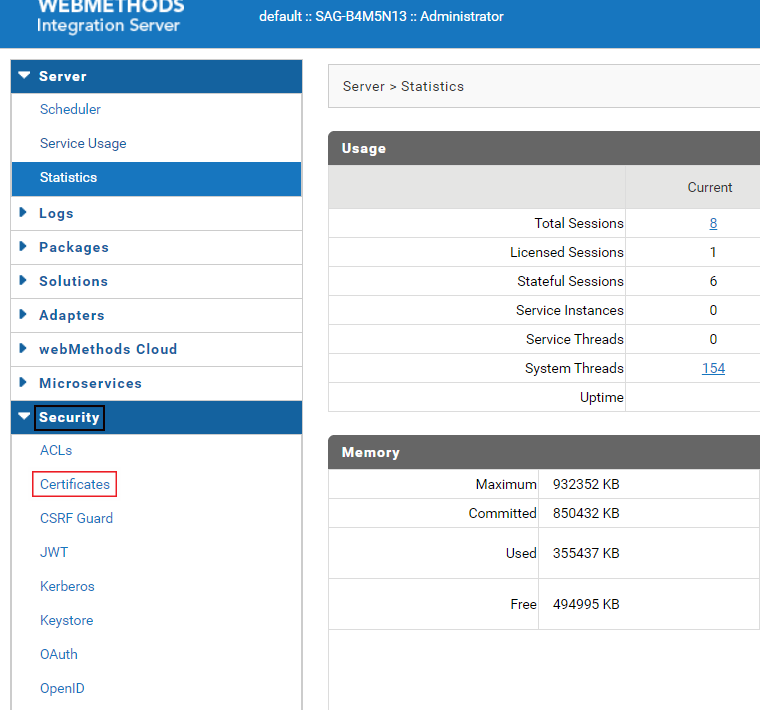 WEBMETHODS
Integration Server
default :: SAG-B4M5N13 :: Administrator
Server
Scheduler
Service Usage
Statistics
Logs
Packages
Solutions
Adapters
webMethods Cloud
Microservices
Security
ACLs
Certificates
CSRF Guard
JWT
Kerberos
Keystore
OAuth
OpenID
Server > Statistics
Usage
Current
Total Sessions 8
Licensed Sessions 1
Stateful Sessions 6
Service Instances 0
Service Threads 0
System Threads 154
Uptime
Memory
Maximum 932352 KB
Committed 850432 KB
Used 355437 KB
Free 494995 KB